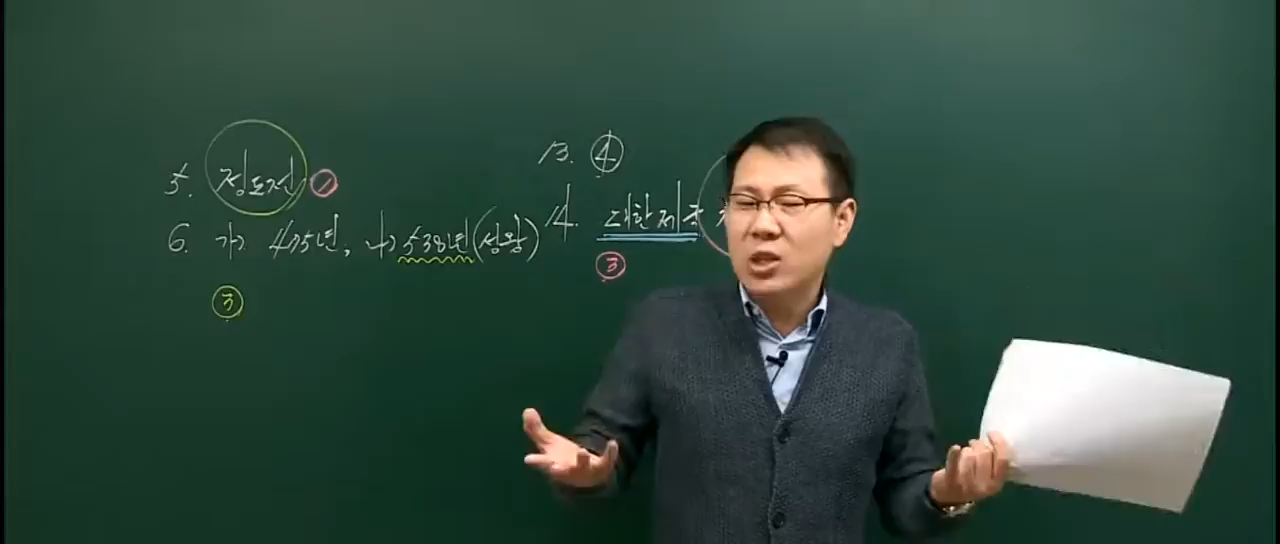 5. 정도전 ①
6. 가) 475년, 나) 538년(성왕)
③
13. ④
14. 대한제국
③